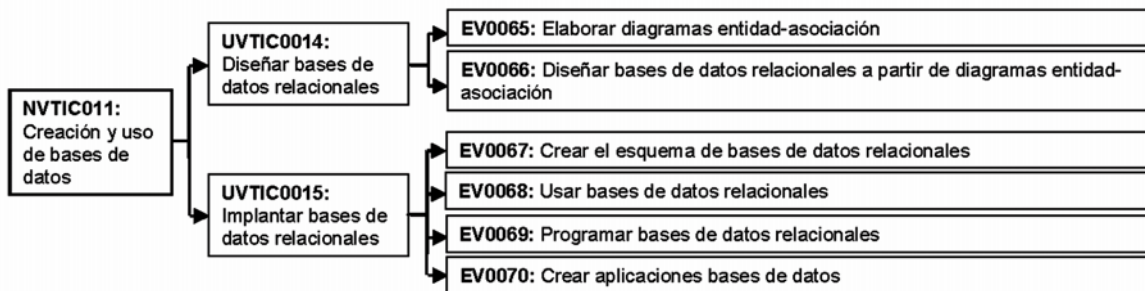 NVTIC011:
Creación y uso
de bases de
datos
UVTIC0014:
Diseñar bases de
datos relacionales
EV0065: Elaborar diagramas entidad-asociación
EV0066: Diseñar bases de datos relacionales a partir de diagramas entidad-
asociación
UVTIC0015:
Implantar bases de
datos relacionales
EV0067: Crear el esquema de bases de datos relacionales
EV0068: Usar bases de datos relacionales
EV0069: Programar bases de datos relacionales
EV0070: Crear aplicaciones bases de datos